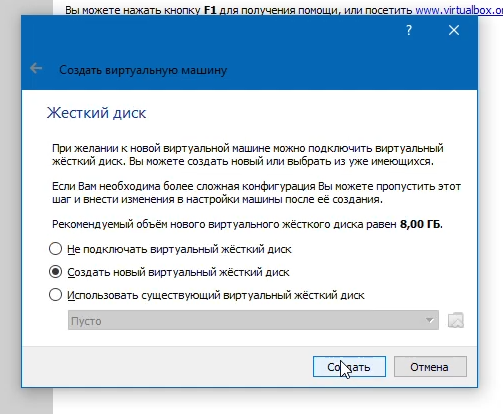 Вы можете нажать кнопку F1 для получения помощи, или посетить www.virtualbox.or
?
Создать виртуальную машину
Жесткий диск
При желании к новой виртуальной машине можно подключить виртуальный
жёсткий диск. Вы можете создать новый или выбрать из уже имеющихся.
Если Вам необходима более сложная конфигурация Вы можете пропустить этот
шаг и внести изменения в настройки машины после её создания.
Рекомендуемый объём нового виртуального жёсткого диска равен 8,00 ГБ.
Не подключать виртуальный жёсткий диск
Создать новый виртуальный жёсткий диск
Использовать существующий виртуальный жёсткий диск
Пусто
Создать
Отмена